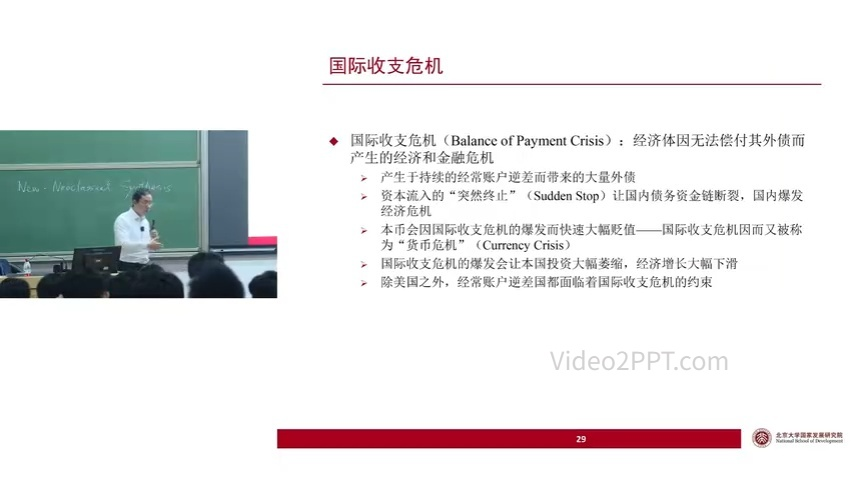 国际收支危机
New-Neoclassical Synthesis
国际收支危机（Balance of Payment Crisis）：经济体因无法偿付其外债而
产生的经济和金融危机
产生于持续的经常账户逆差而带来的大量外债
资本流入的“突然终止”（Sudden Stop）让国内债务资金链断裂，国内爆发
经济危机
本币会因国际收支危机的爆发而快速大幅贬值——国际收支危机因而又被称
为“货币危机”（Currency Crisis）
国际收支危机的爆发会让本国投资大幅萎缩，经济增长大幅下滑
除美国之外，经常账户逆差国都面临着国际收支危机的约束
Video2PPT.com
29
北京大学国家发展研究院
National School of Development